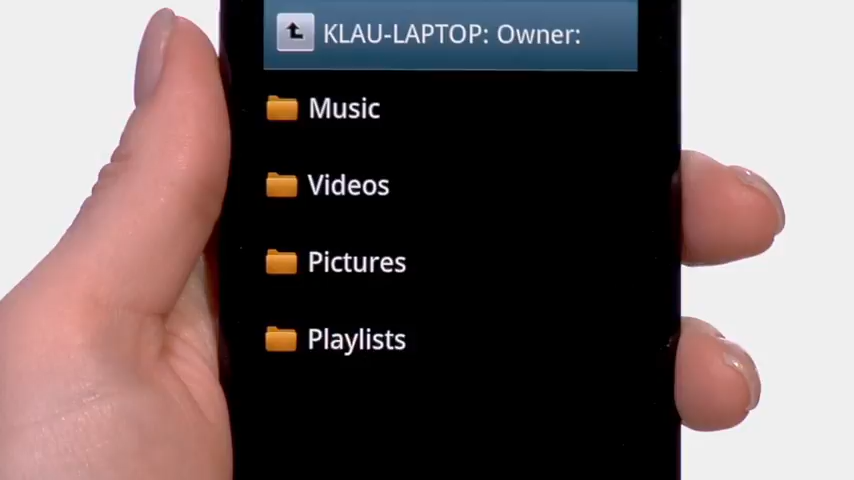 KLAU-LAPTOP: Owner:
Music
Videos
Pictures
Playlists